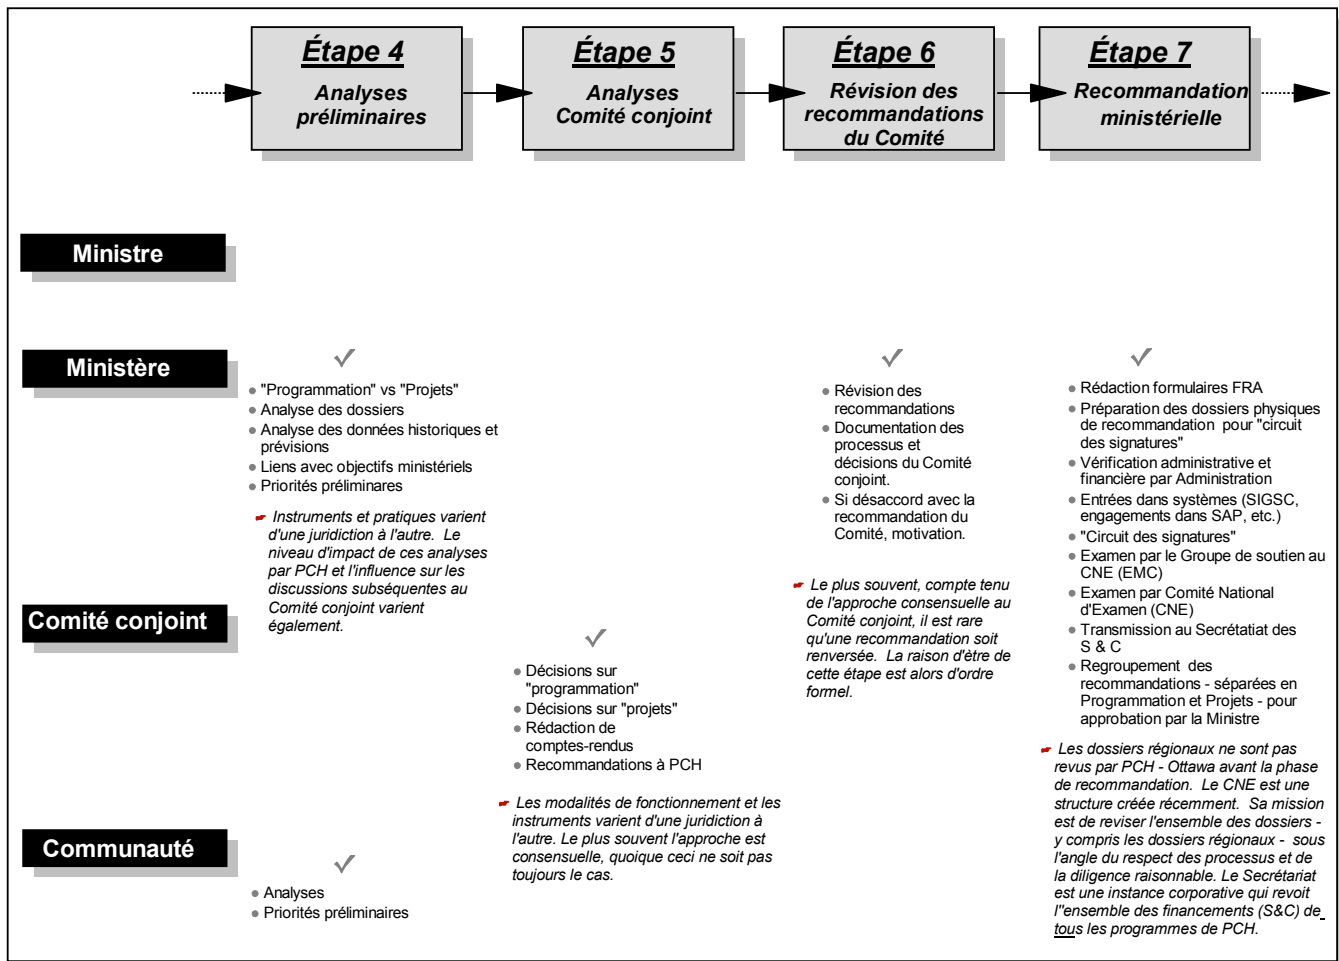 Étape 4
Analyses
préliminaires
Étape 5
Analyses
Comité conjoint
Étape 6
Révision des
recommandations
du Comité
Étape 7
Recommandation
ministérielle
Ministre
Ministère
"Programmation" vs "Projets"
Analyse des dossiers
Analyse des données historiques et
prévisions
Liens avec objectifs ministériels
Priorités préliminares
Instruments et pratiques varient
d'une juridiction à l'autre. Le
niveau d'impact de ces analyses
par PCH et l'influence sur les
discussions subséquentes au
Comité conjoint varient
également.
Révision des
recommandations
Documentation des
processus et
décisions du Comité
conjoint.
Si désaccord avec la
recommandation du
Comité, motivation.
Le plus souvent, compte tenu
de l'approche consensuelle au
Comité conjoint, il est rare
qu'une recommandation soit
renversée. La raison d'ètre de
cette étape est alors d'ordre
formel.
Rédaction formulaires FRA
Préparation des dossiers physiques
de recommandation pour "circuit
des signatures"
Vérification administrative et
financière par Administration
Entrées dans systèmes (SIGSC,
engagements dans SAP, etc.)
"Circuit des signatures"
Examen par le Groupe de soutien au
CNE (EMC)
Examen par Comité National
d'Examen (CNE)
Transmission au Secrétatiat des
S & C
Regroupement des
recommandations - séparées en
Programmation et Projets - pour
approbation par la Ministre
Les dossiers régionaux ne sont pas
revus par PCH - Ottawa avant la phase
de recommandation. Le CNE est une
structure créée récemment. Sa mission
est de reviser l'ensemble des dossiers -
y compris les dossiers régionaux - sous
l'angle du respect des processus et de
la diligence raisonnable. Le Secrétariat
est une instance corporative qui revoit
l''ensemble des financements (S&C) de
tous les programmes de PCH.
Comité conjoint
Décisions sur
"programmation"
Décisions sur "projets"
Rédaction de
comptes-rendus
Recommandations à PCH
Les modalités de fonctionnement et les
instruments varient d'une juridiction à
l'autre. Le plus souvent l'approche est
consensuelle, quoique ceci ne soit pas
toujours le cas.
Communauté
Analyses
Priorités préliminares